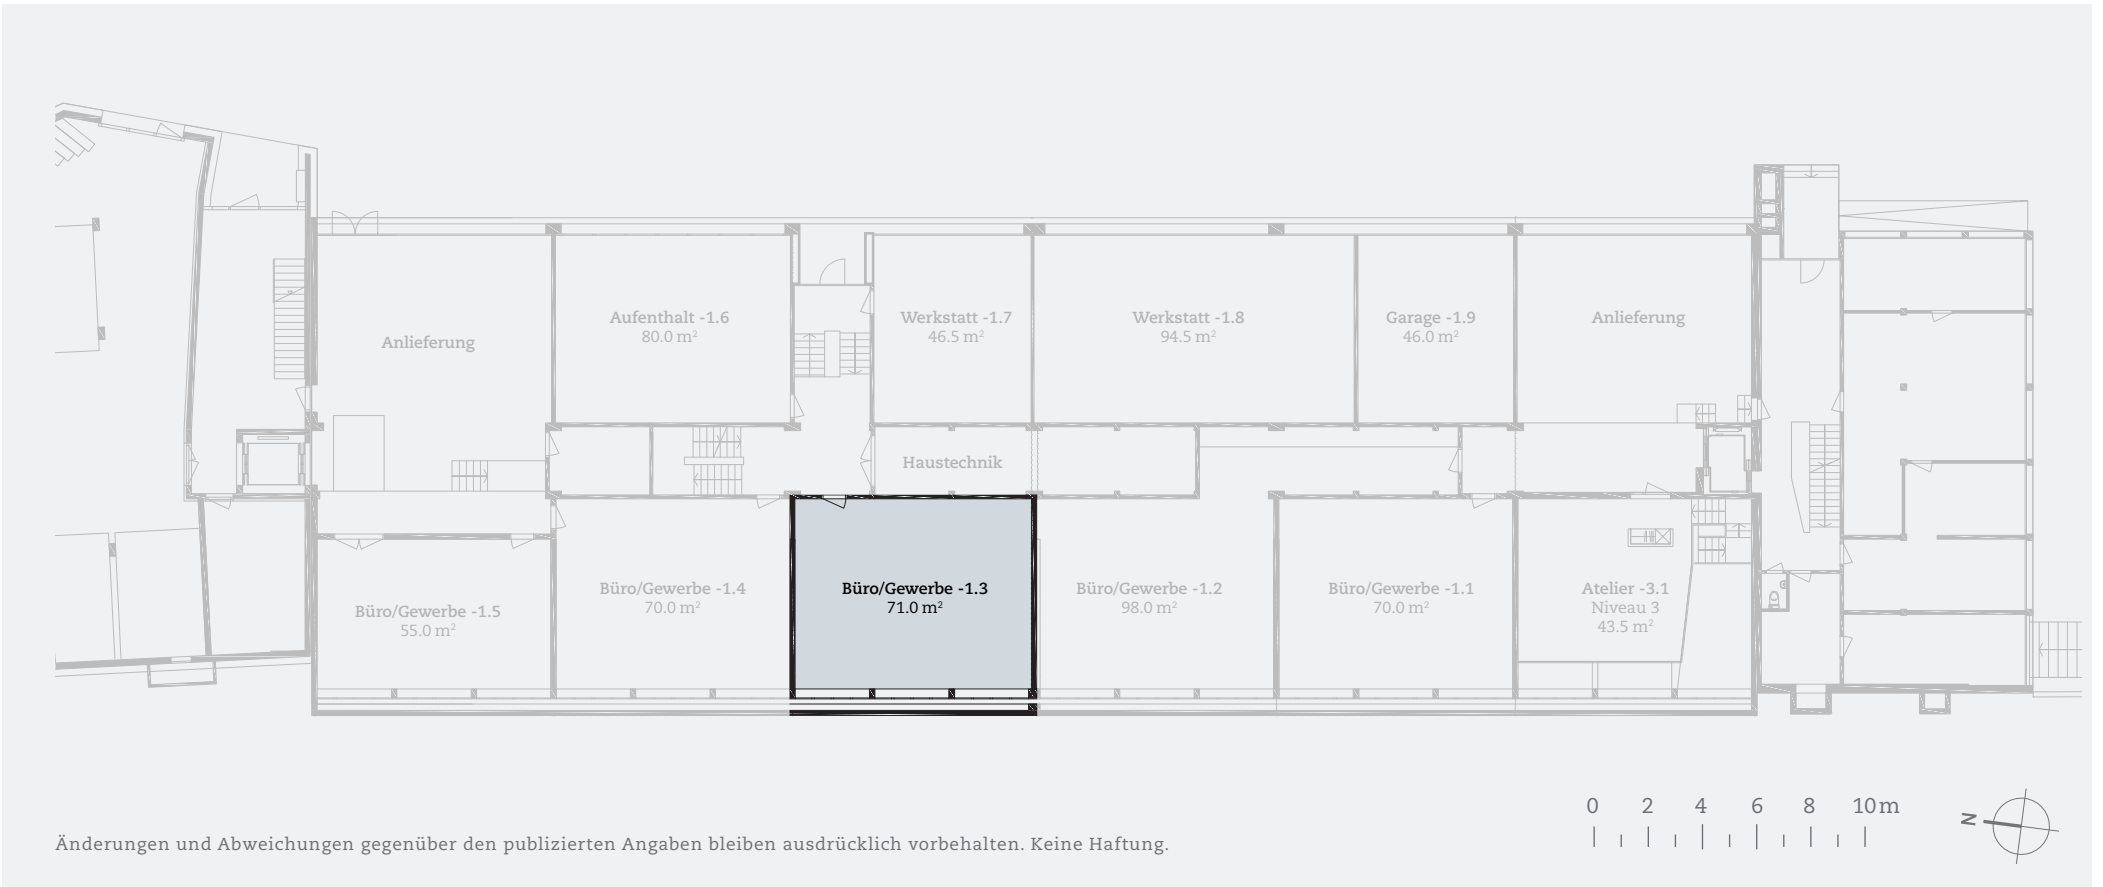 Aufenthalt -1.6
80.0 m²
Werkstatt -1.7
46.5 m²
Werkstatt -1.8
94.5 m²
Garage -1.9
46.0 m²
Anlieferung
Anlieferung
Haustechnik
Büro/Gewerbe -1.5
55.0 m²
Büro/Gewerbe -1.4
70.0 m²
Büro/Gewerbe -1.3
71.0 m²
Büro/Gewerbe -1.2
98.0 m²
Büro/Gewerbe -1.1
70.0 m²
Atelier -3.1
Niveau 3
43.5 m²
0 2 4 6 8 10 m
N
Änderungen und Abweichungen gegenüber den publizierten Angaben bleiben ausdrücklich vorbehalten. Keine Haftung.